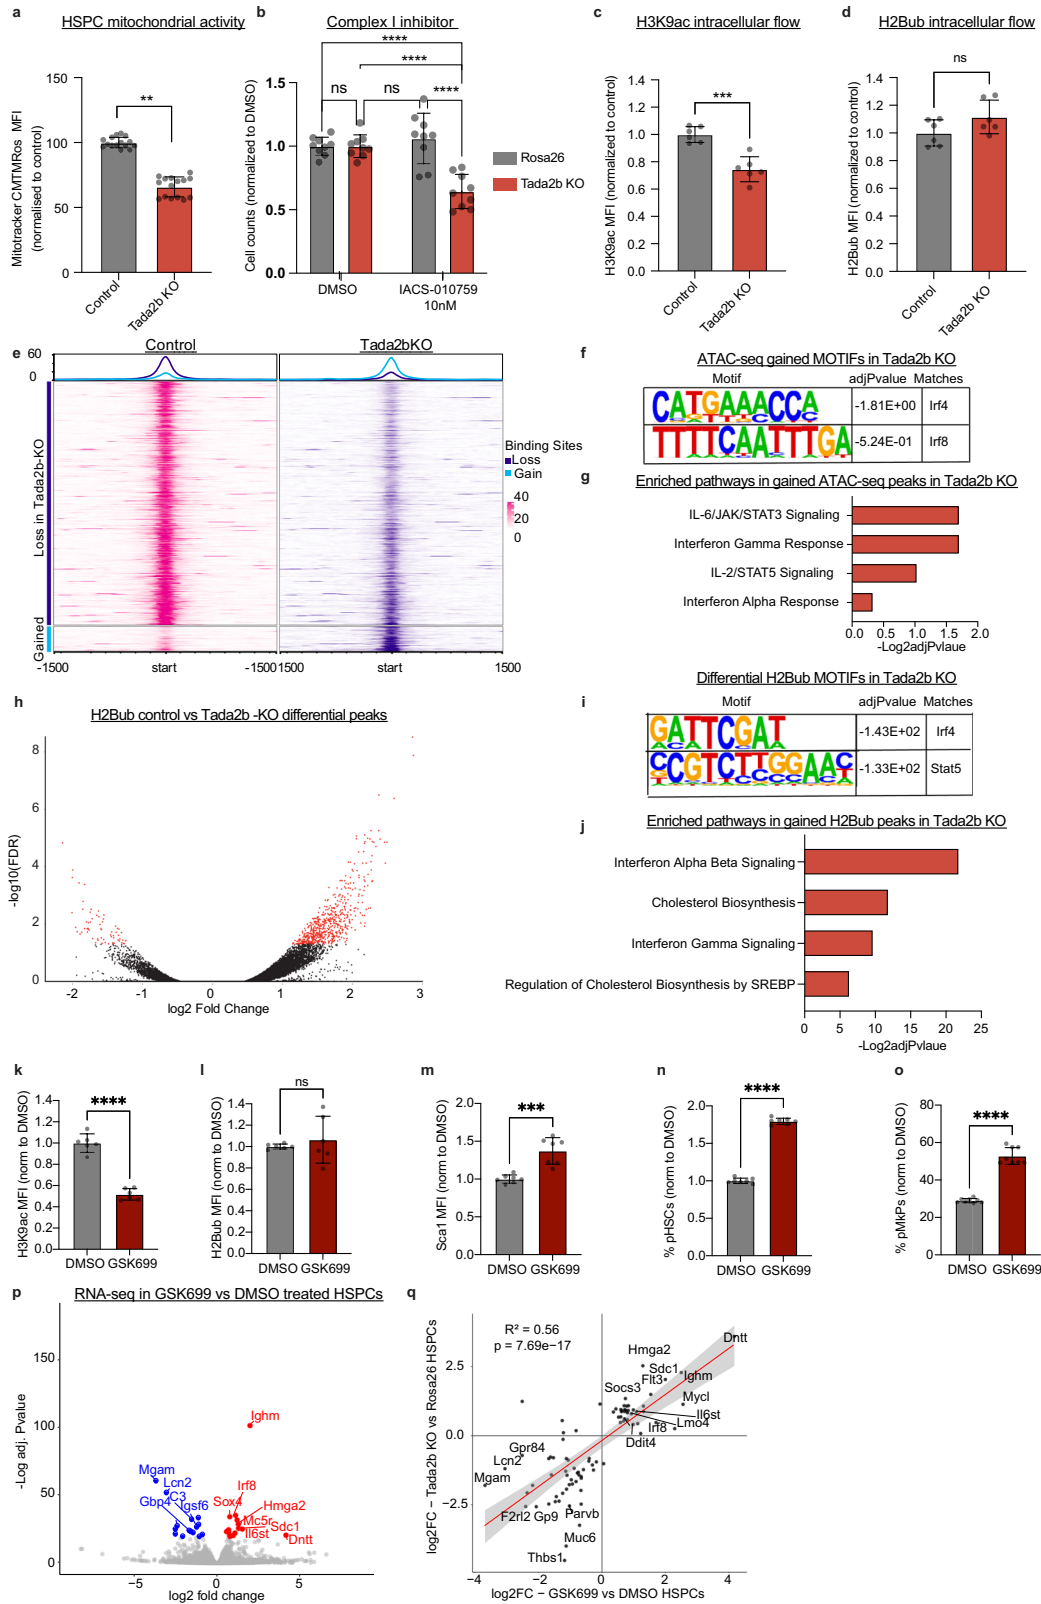 a
HSPC mitochondrial activity
Mitotracker CMTMRos MFI
(normalised to control)
150
100
50
0
**
Control
Tada2b KO
b
Complex I inhibitor
Cell counts (normalized to DMSO)
1.5
1.0
0.5
0.0
****
****
ns
ns
****
DMSO
IACS-010759
10nM
Rosa26
Tada2b KO
c
H3K9ac intracellular flow
H3K9ac MFI (normalized to control)
1.4
1.2
1.0
0.8
0.6
0.4
0.2
0.0
***
Control
Tada2b KO
d
H2Bub intracellular flow
H2Bub MFI (normalized to control)
1.4
1.2
1.0
0.8
0.6
0.4
0.2
0.0
ns
Control
Tada2b KO
e
Control
Tada2bKO
60
0
Loss in Tada2b-KO
Gained
-1500
start
-1500
1500
start
1500
Binding Sites
Loss
Gain
40
20
0
f
ATAC-seq gained MOTIFs in Tada2b KO
Motif adjPvalue Matches
CATGAAACCA -1.81E+00 Irf4
TTTTCAATTTGA -5.24E-01 Irf8
g
Enriched pathways in gained ATAC-seq peaks in Tada2b KO
IL-6/JAK/STAT3 Signaling
Interferon Gamma Response
IL-2/STAT5 Signaling
Interferon Alpha Response
0.0 0.5 1.0 1.5 2.0
-Log2adjPvlaue
h
H2Bub control vs Tada2b -KO differential peaks
-log10(FDR)
8
6
4
2
0
-2 -1 0 1 2 3
log2 Fold Change
i
Differential H2Bub MOTIFs in Tada2b KO
Motif adjPvalue Matches
GATTCGAT -1.43E+02 Irf4
CCGTCTTGGAAC -1.33E+02 Stat5
j
Enriched pathways in gained H2Bub peaks in Tada2b KO
Interferon Alpha Beta Signaling
Cholesterol Biosynthesis
Interferon Gamma Signaling
Regulation of Cholesterol Biosynthesis by SREBP
0 5 10 15 20 25
-Log2adjPvlaue
k
H3K9ac MFI (norm to DMSO)
1.4
1.2
1.0
0.8
0.6
0.4
0.2
0.0
****
DMSO GSK699
l
H2Bub MFI (norm to DMSO)
1.4
1.2
1.0
0.8
0.6
0.4
0.2
0.0
ns
DMSO GSK699
m
Sca1 MFI (norm to DMSO)
2.0
1.5
1.0
0.5
0.0
***
DMSO GSK699
n
% pHSCs (norm to DMSO)
2.0
1.5
1.0
0.5
0.0
****
DMSO GSK699
o
% pMkPs (norm to DMSO)
80
60
40
20
0
****
DMSO GSK699
p
RNA-seq in GSK699 vs DMSO treated HSPCs
-Log adj. Pvalue
150
100
50
0
Ighm
Mgam
Lcn2
C3
Gbp4
Igsf6
Irf8
Sox4
Hmga2
Mc5r
Sdc1
Il6st
Dntt
-5 0 5
log2 fold change
q
log2FC − Tada2b KO vs Rosa26 HSPCs
R² = 0.56
p = 7.69e−17
2.5
0.0
−2.5
Dntt
Hmga2
Sdc1
Ighm
Flt3
Socs3
Mycl
Il6st
Lmo4
Irf8
Ddit4
Gpr84
Lcn2
Mgam
F2rl2
Gp9
Parvb
Muc6
Thbs1
−4 −2 0 2 4
log2FC − GSK699 vs DMSO HSPCs